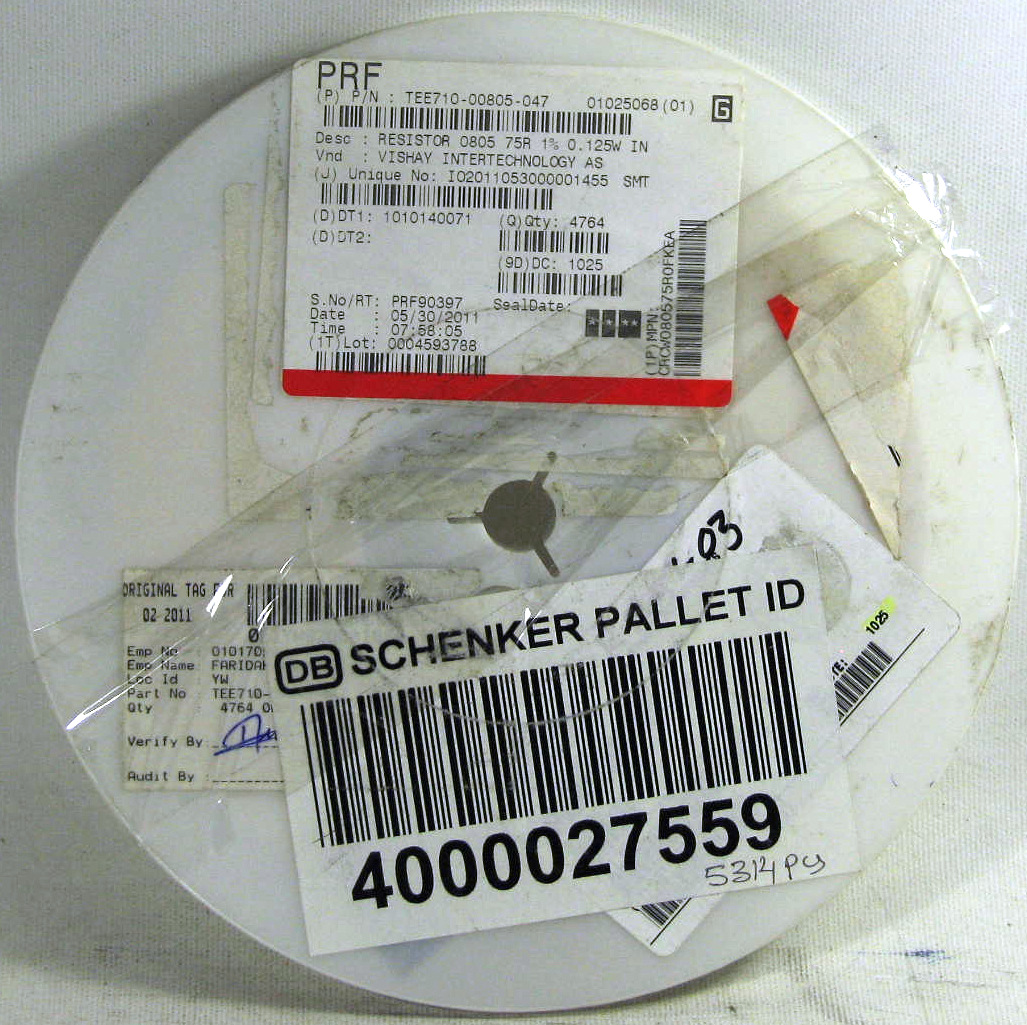 PRF
(P) P/N : TEE710-00805-047 01025068(01) G
Desc : RESISTOR 0805 75R 1% 0.125W IN
Vnd : VISHAY INTERTECHNOLOGY AS
(J) Unique No: IO2011053000001455 SMT
(D)DT1: 1010140071 (Q)Qty: 4764
(D)DT2:
(9D)DC: 1025
S.No/RT: PRF90397 SealDate:
Date : 05/30/2011
Time : 07:58:05
(1T)Lot: 0004593788
(1P)MPN:
CRCW080575R0FKEA
ORIGINAL TAG
02 2011
Emp No : 01017
Emp Name : FARIDAH
Loc Id : YW
Part No : TEE710-
Qty : 4764
Verify By :
Audit By :
1025
DB SCHENKER PALLET ID
4000027559
5314 pcs